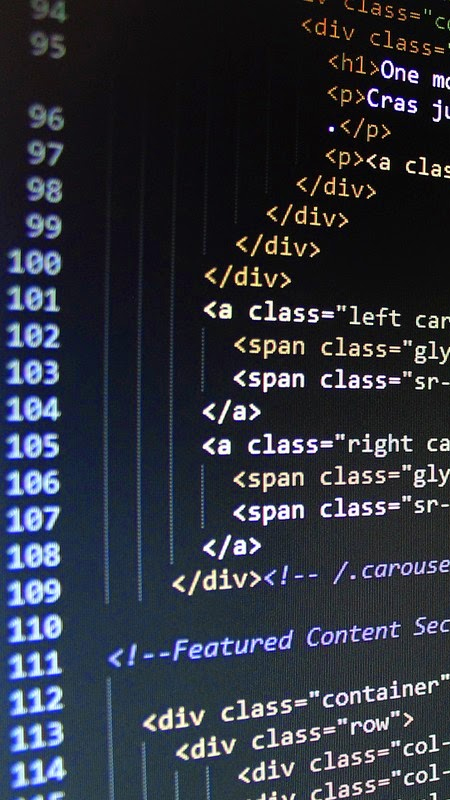 div class="co
<div class="
94 <h1>One mo
95 <p>Cras ju
.</p>
96 <p><a clas
97 </div>
98 </div>
99 </div>
100 </div>
101 <a class="left car
102 <span class="gly
103 <span class="sr-
104 </a>
105 <a class="right ca
106 <span class="gly
107 <span class="sr-
108 </a>
109 </div><!-- /.carouse
110
111 <!--Featured Content Sec
112
113 <div class="container"
114 <div class="row">
<div class="col-
<div class="col-